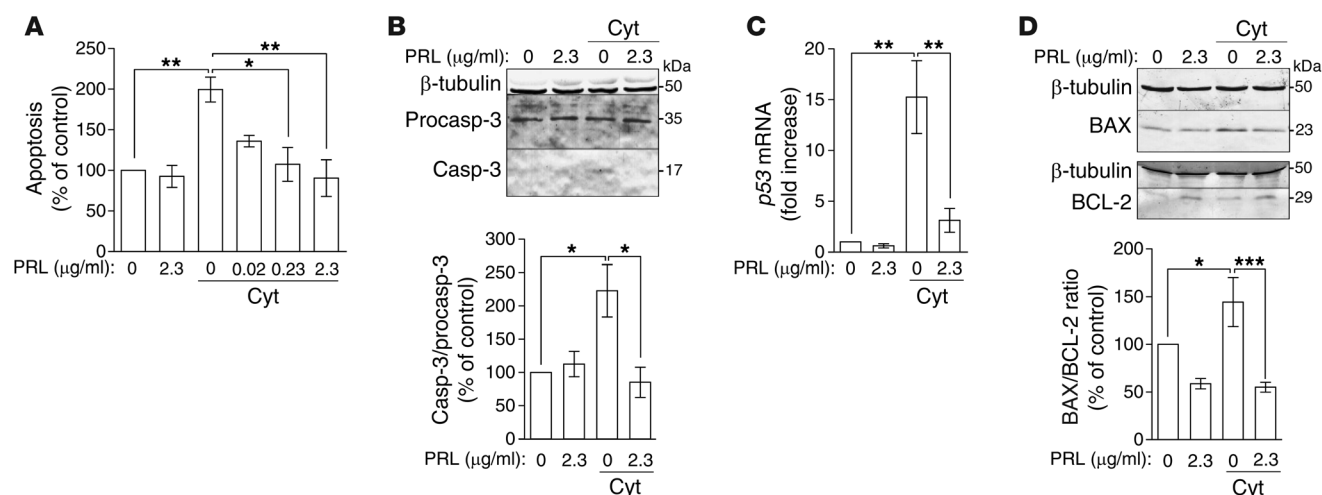 A
Apoptosis
(% of control)
250
200
150
100
50
0
**
**
*
PRL (μg/ml): 0 2.3 0 0.02 0.23 2.3
Cyt
B
Cyt
PRL (μg/ml): 0 2.3 0 2.3
kDa
β-tubulin -50
Procasp-3 -35
Casp-3 -17
Casp-3/procasp-3
(% of control)
300
250
200
150
100
50
0
* *
PRL (μg/ml): 0 2.3 0 2.3
Cyt
C
p53 mRNA
(fold increase)
20
15
10
5
0
** **
PRL (μg/ml): 0 2.3 0 2.3
Cyt
D
Cyt
PRL (μg/ml): 0 2.3 0 2.3
kDa
β-tubulin -50
BAX -23
β-tubulin -50
BCL-2 -29
BAX/BCL-2 ratio
(% of control)
200
150
100
50
0
* ***
PRL (μg/ml): 0 2.3 0 2.3
Cyt